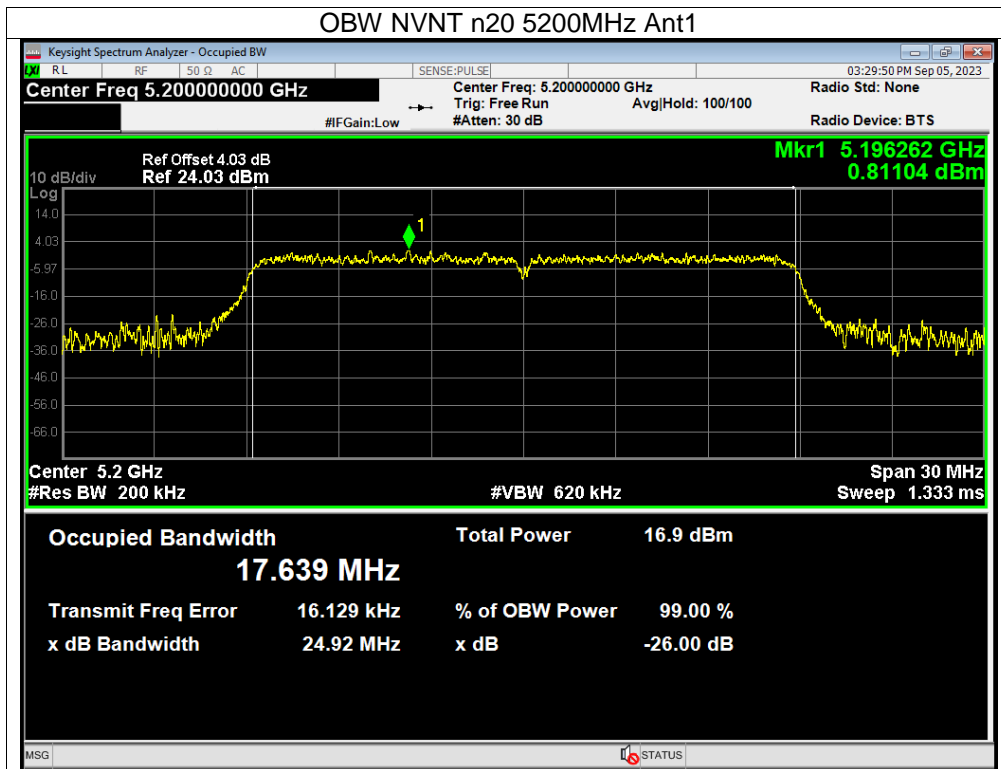 OBW NVNT n20 5200MHz Ant1
Keysight Spectrum Analyzer - Occupied BW
LXI RL RF 50 Ω AC SENSE:PULSE 03:29:50 PM Sep 05, 2023
Center Freq 5.200000000 GHz Center Freq: 5.200000000 GHz Radio Std: None
Trig: Free Run Avg|Hold: 100/100
#IFGain:Low #Atten: 30 dB Radio Device: BTS
Mkr1 5.196262 GHz
0.81104 dBm
Ref Offset 4.03 dB
10 dB/div Ref 24.03 dBm
Log
14.0
1
4.03
-5.97
-16.0
-26.0
-36.0
-46.0
-56.0
-66.0
Center 5.2 GHz Span 30 MHz
#Res BW 200 kHz #VBW 620 kHz Sweep 1.333 ms
Occupied Bandwidth Total Power 16.9 dBm
17.639 MHz
Transmit Freq Error 16.129 kHz % of OBW Power 99.00 %
x dB Bandwidth 24.92 MHz x dB -26.00 dB
MSG STATUS